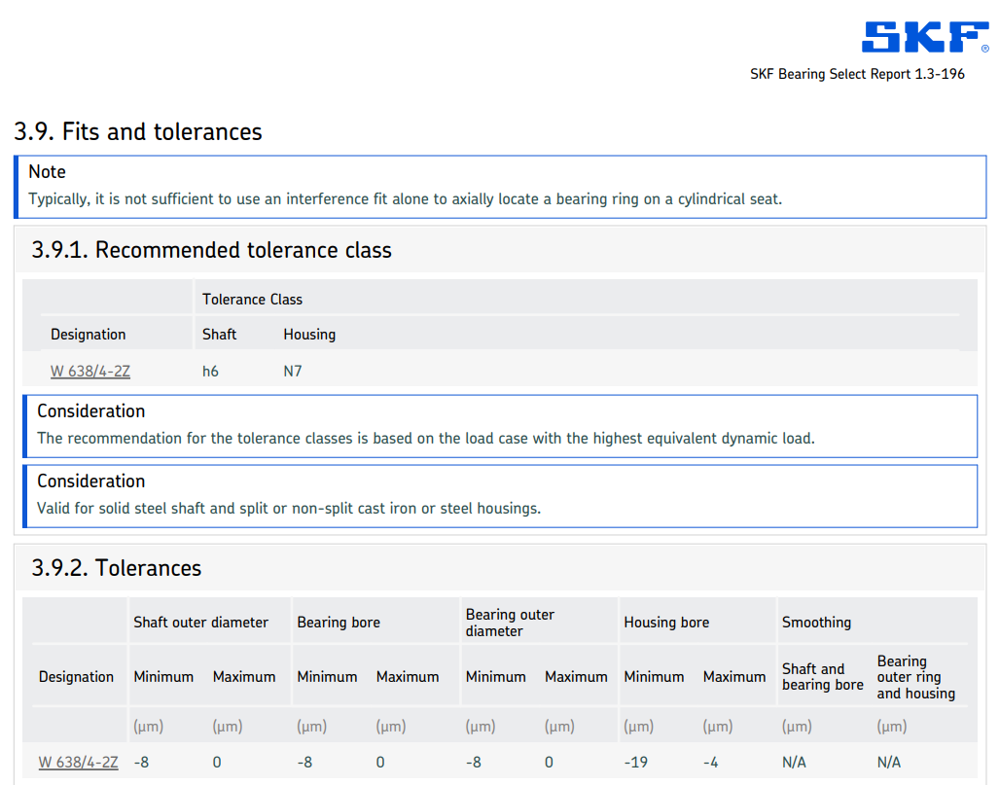 SKF®
SKF Bearing Select Report 1.3-196
3.9. Fits and tolerances
Note
Typically, it is not sufficient to use an interference fit alone to axially locate a bearing ring on a cylindrical seat.
3.9.1. Recommended tolerance class
Tolerance Class
Designation Shaft Housing
W 638/4-2Z h6 N7
Consideration
The recommendation for the tolerance classes is based on the load case with the highest equivalent dynamic load.
Consideration
Valid for solid steel shaft and split or non-split cast iron or steel housings.
3.9.2. Tolerances
Shaft outer diameter Bearing bore Bearing outer diameter Housing bore Smoothing
Designation Minimum Maximum Minimum Maximum Minimum Maximum Minimum Maximum Shaft and bearing bore Bearing outer ring and housing
(μm) (μm) (μm) (μm) (μm) (μm) (μm) (μm) (μm) (μm)
W 638/4-2Z -8 0 -8 0 -8 0 -19 -4 N/A N/A